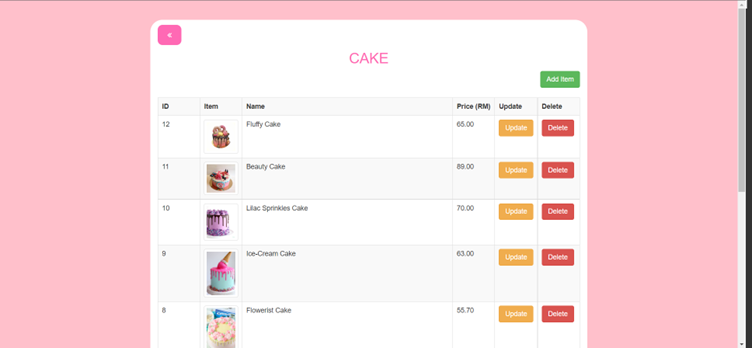 «
CAKE
Add Item
ID Item Name Price (RM) Update Delete
12 Fluffy Cake 65.00 Update Delete
11 Beauty Cake 89.00 Update Delete
10 Lilac Sprinkles Cake 70.00 Update Delete
9 Ice-Cream Cake 63.00 Update Delete
8 Flowerist Cake 55.70 Update Delete